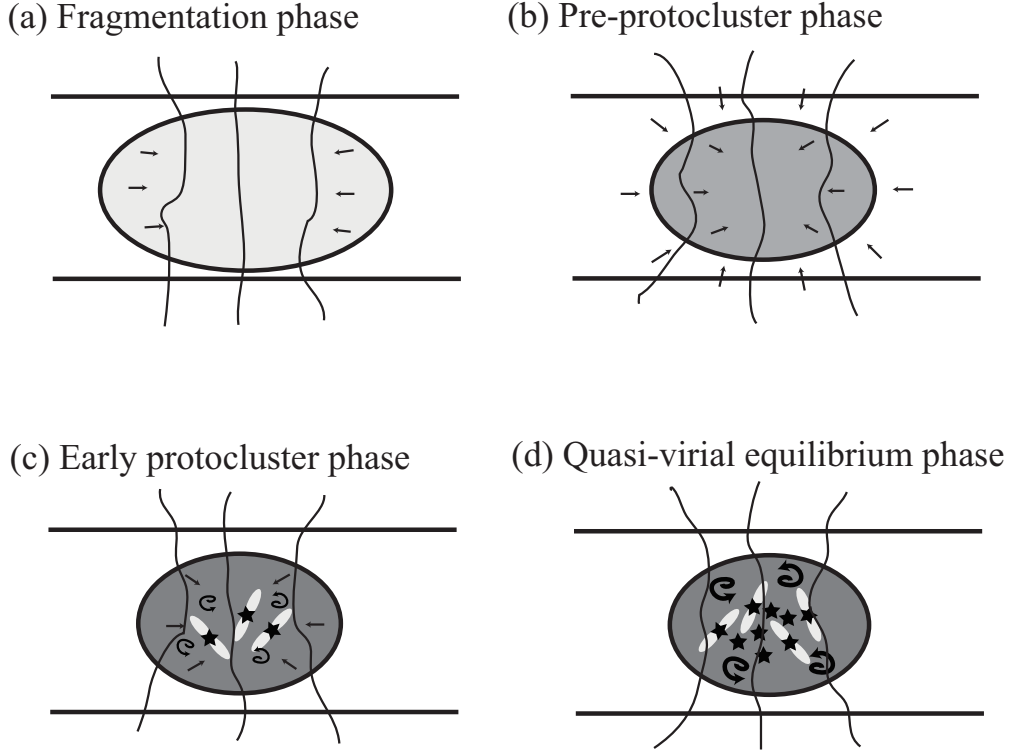 (a) Fragmentation phase
(b) Pre-protocluster phase
(c) Early protocluster phase
(d) Quasi-virial equilibrium phase